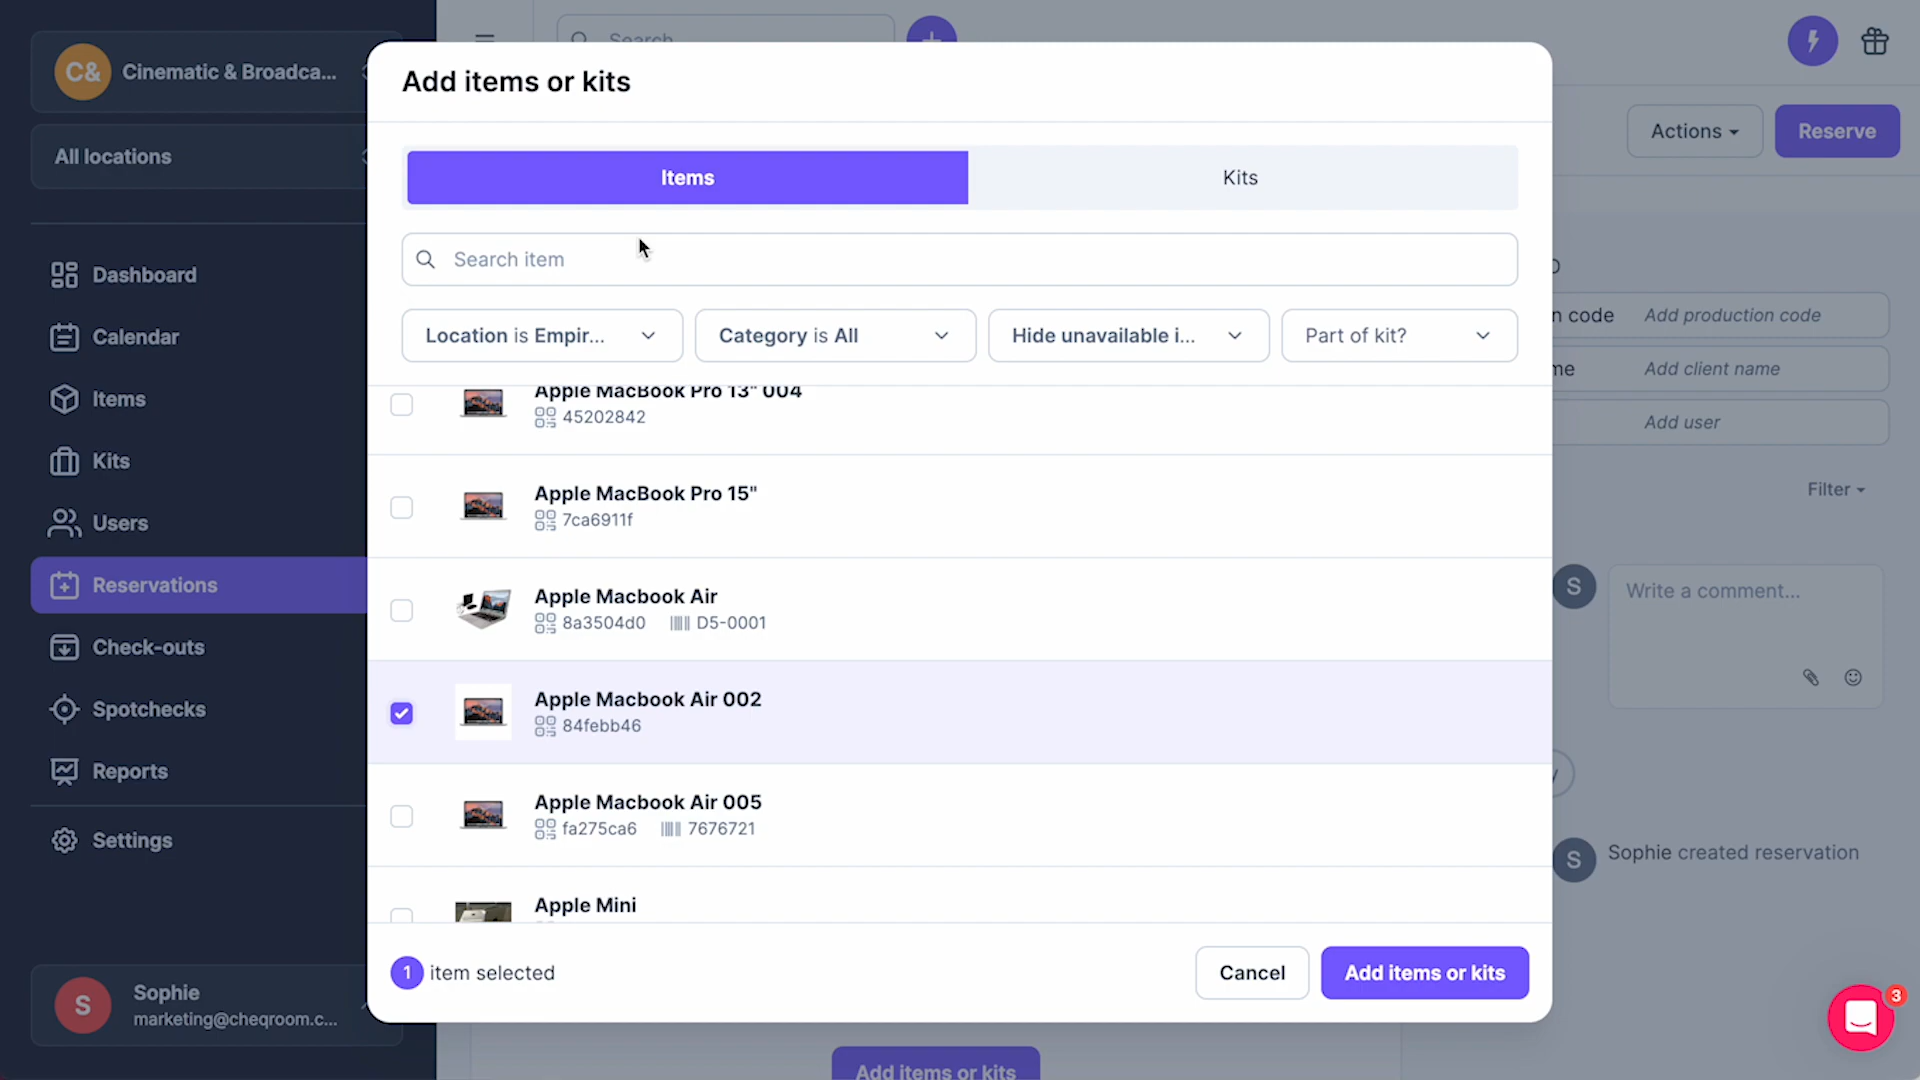 C& Cinematic & Broadca...
All locations
Dashboard
Calendar
Items
Kits
Users
Reservations
Check-outs
Spotchecks
Reports
Settings
S Sophie
marketing@cheqroom.c...
Search
Actions
Reserve
Add items or kits
Items
Kits
Search item
Location is Empir...
Category is All
Hide unavailable i...
Part of kit?
Apple MacBook Pro 13" 004
45202842
Apple MacBook Pro 15"
7ca6911f
Apple Macbook Air
8a3504d0 D5-0001
Apple Macbook Air 002
84febb46
Apple Macbook Air 005
fa275ca6 7676721
Apple Mini
1 item selected
Cancel
Add items or kits
n code Add production code
me Add client name
Add user
Filter
S Write a comment...
S Sophie created reservation
3
Add items or kits